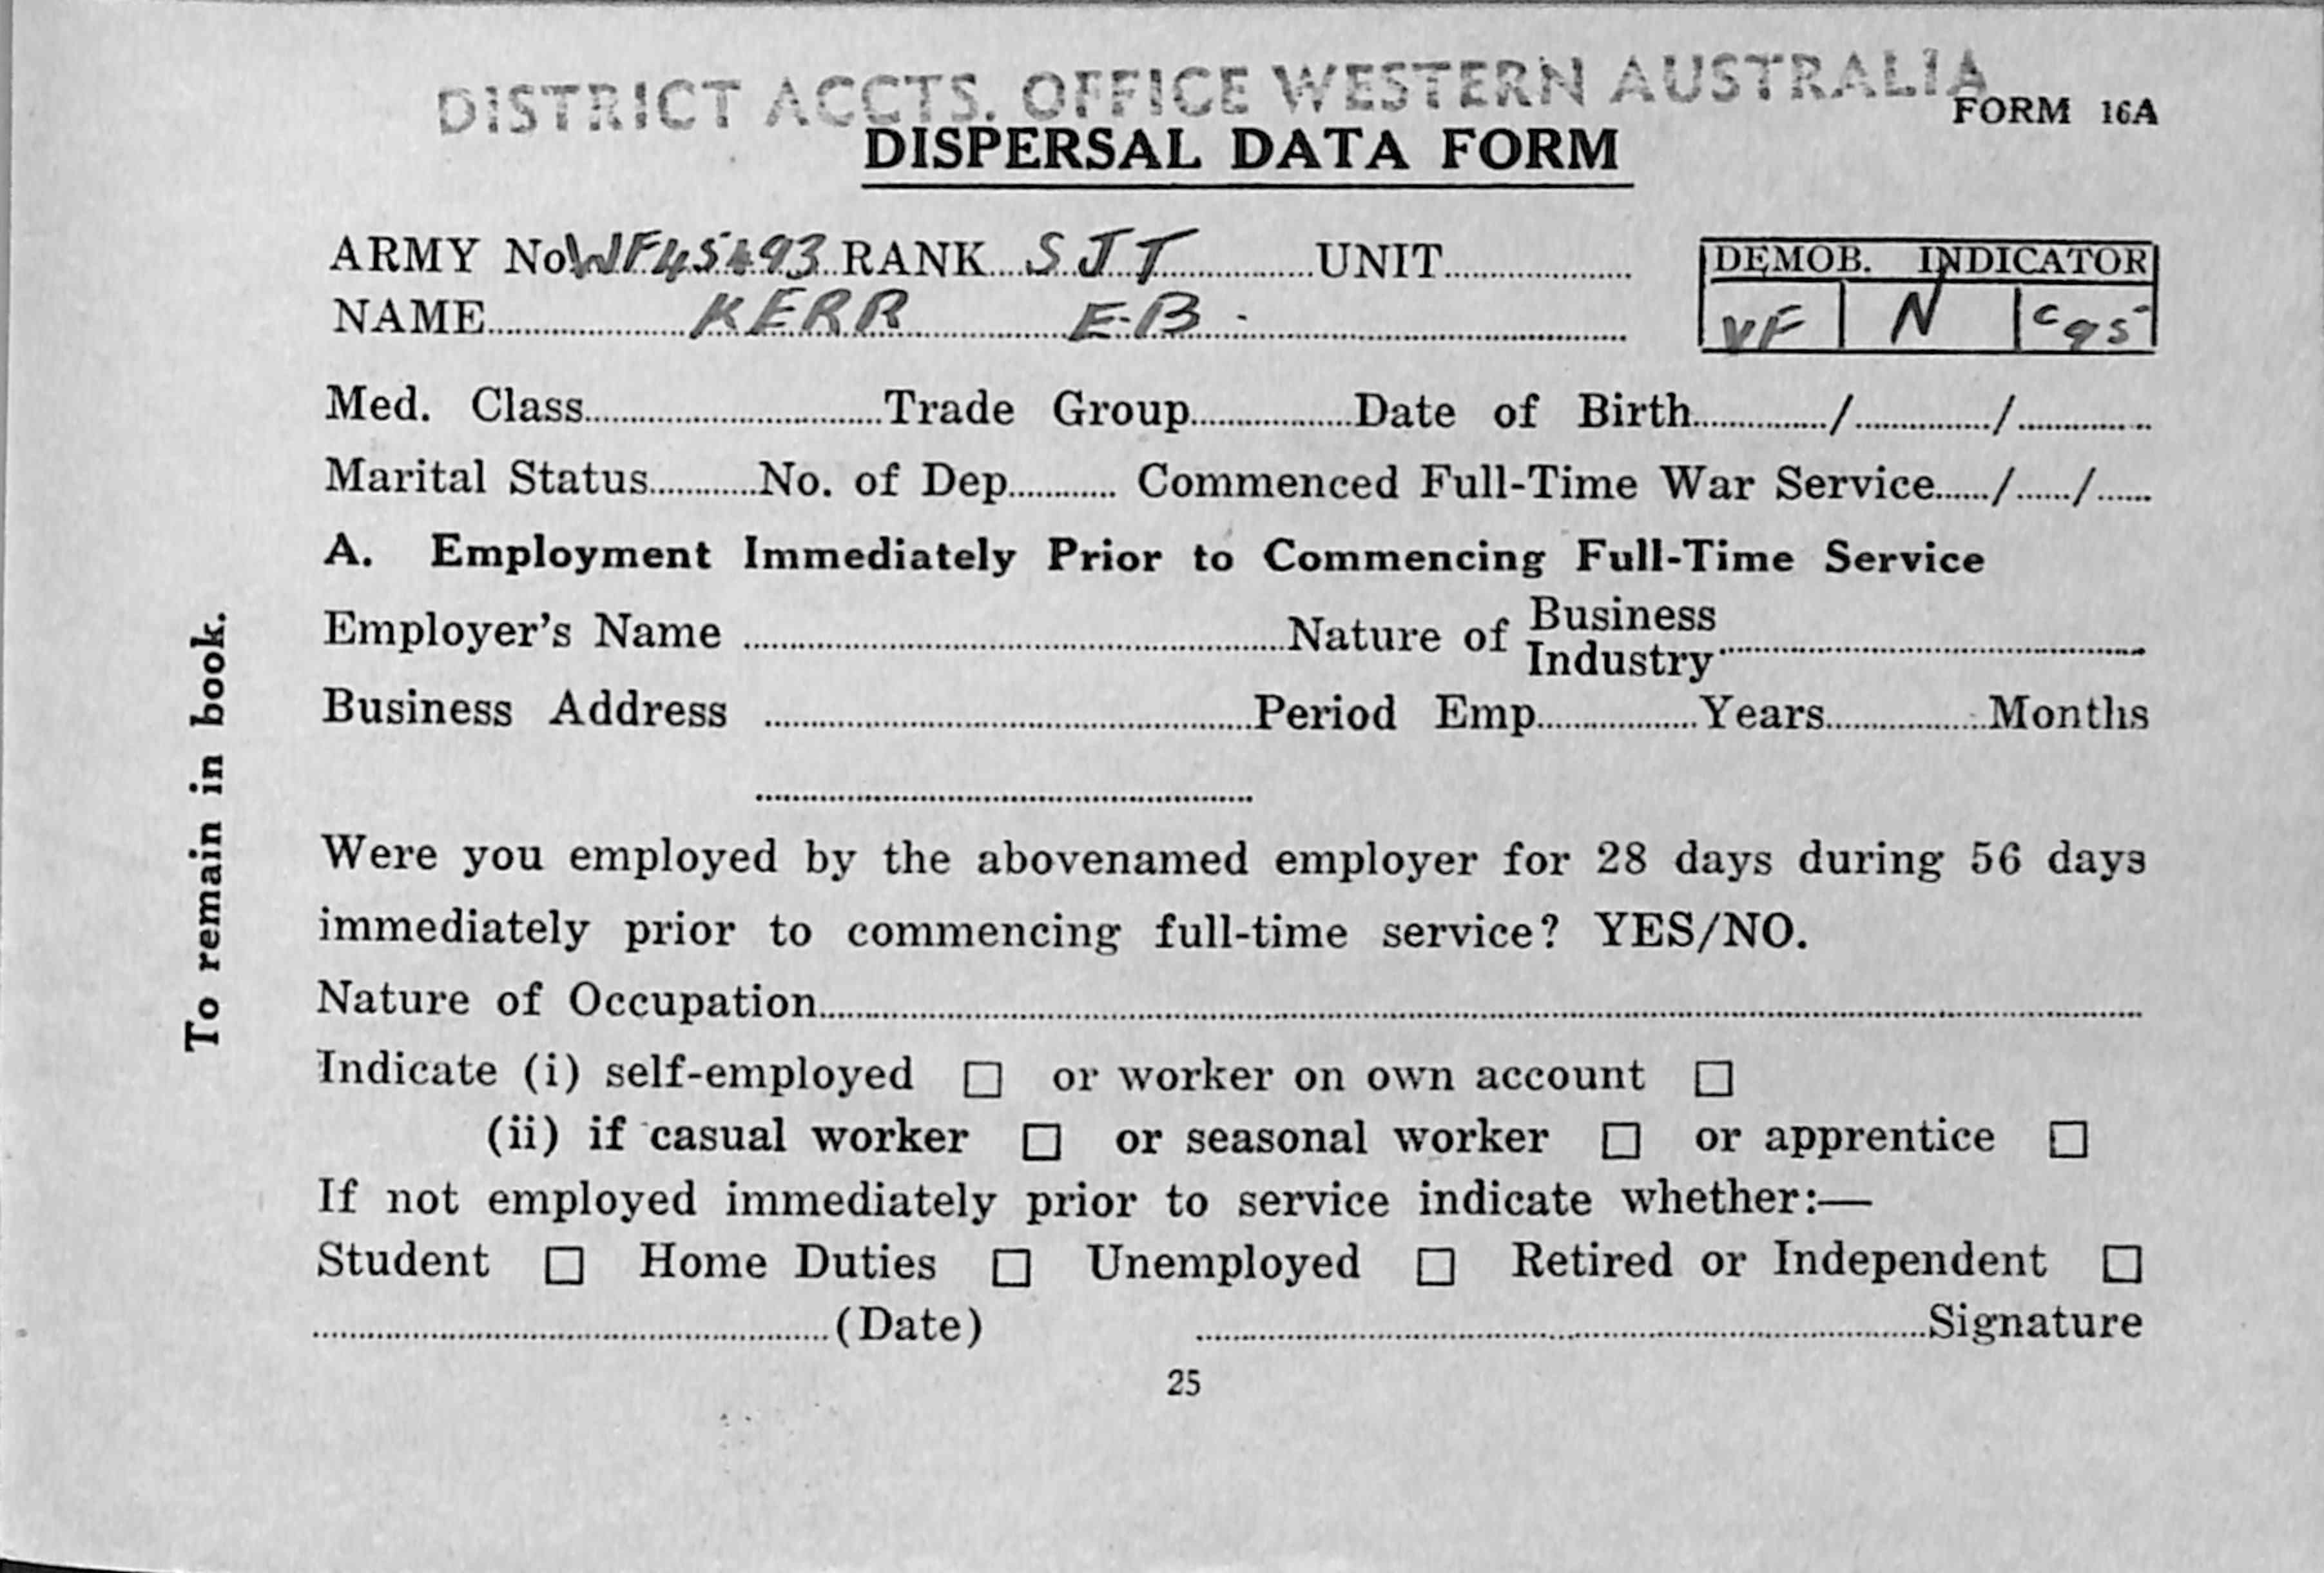 DISTRICT ACCTS. OFFICE WESTERN AUSTRALIA
FORM 16A
DISPERSAL DATA FORM
ARMY No WF45493 RANK SJT UNIT
DEMOB. INDICATOR
NAME KERR E.B.
VF N C 95
Med. Class Trade Group Date of Birth / /
Marital Status No. of Dep. Commenced Full-Time War Service / /
A. Employment Immediately Prior to Commencing Full-Time Service
Employer's Name Nature of Business
Industry
Business Address Period Emp. Years Months
Were you employed by the abovenamed employer for 28 days during 56 days
immediately prior to commencing full-time service? YES/NO.
Nature of Occupation
Indicate (i) self-employed □ or worker on own account □
(ii) if casual worker □ or seasonal worker □ or apprentice □
If not employed immediately prior to service indicate whether:—
Student □ Home Duties □ Unemployed □ Retired or Independent □
(Date) Signature
25
To remain in book.